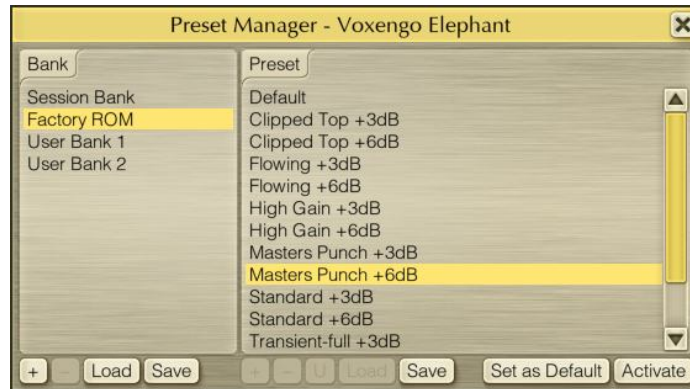 Preset Manager - Voxengo Elephant
Bank
Session Bank
Factory ROM
User Bank 1
User Bank 2
+ - Load Save
Preset
Default
Clipped Top +3dB
Clipped Top +6dB
Flowing +3dB
Flowing +6dB
High Gain +3dB
High Gain +6dB
Masters Punch +3dB
Masters Punch +6dB
Standard +3dB
Standard +6dB
Transient-full +3dB
+ - U Load Save Set as Default Activate